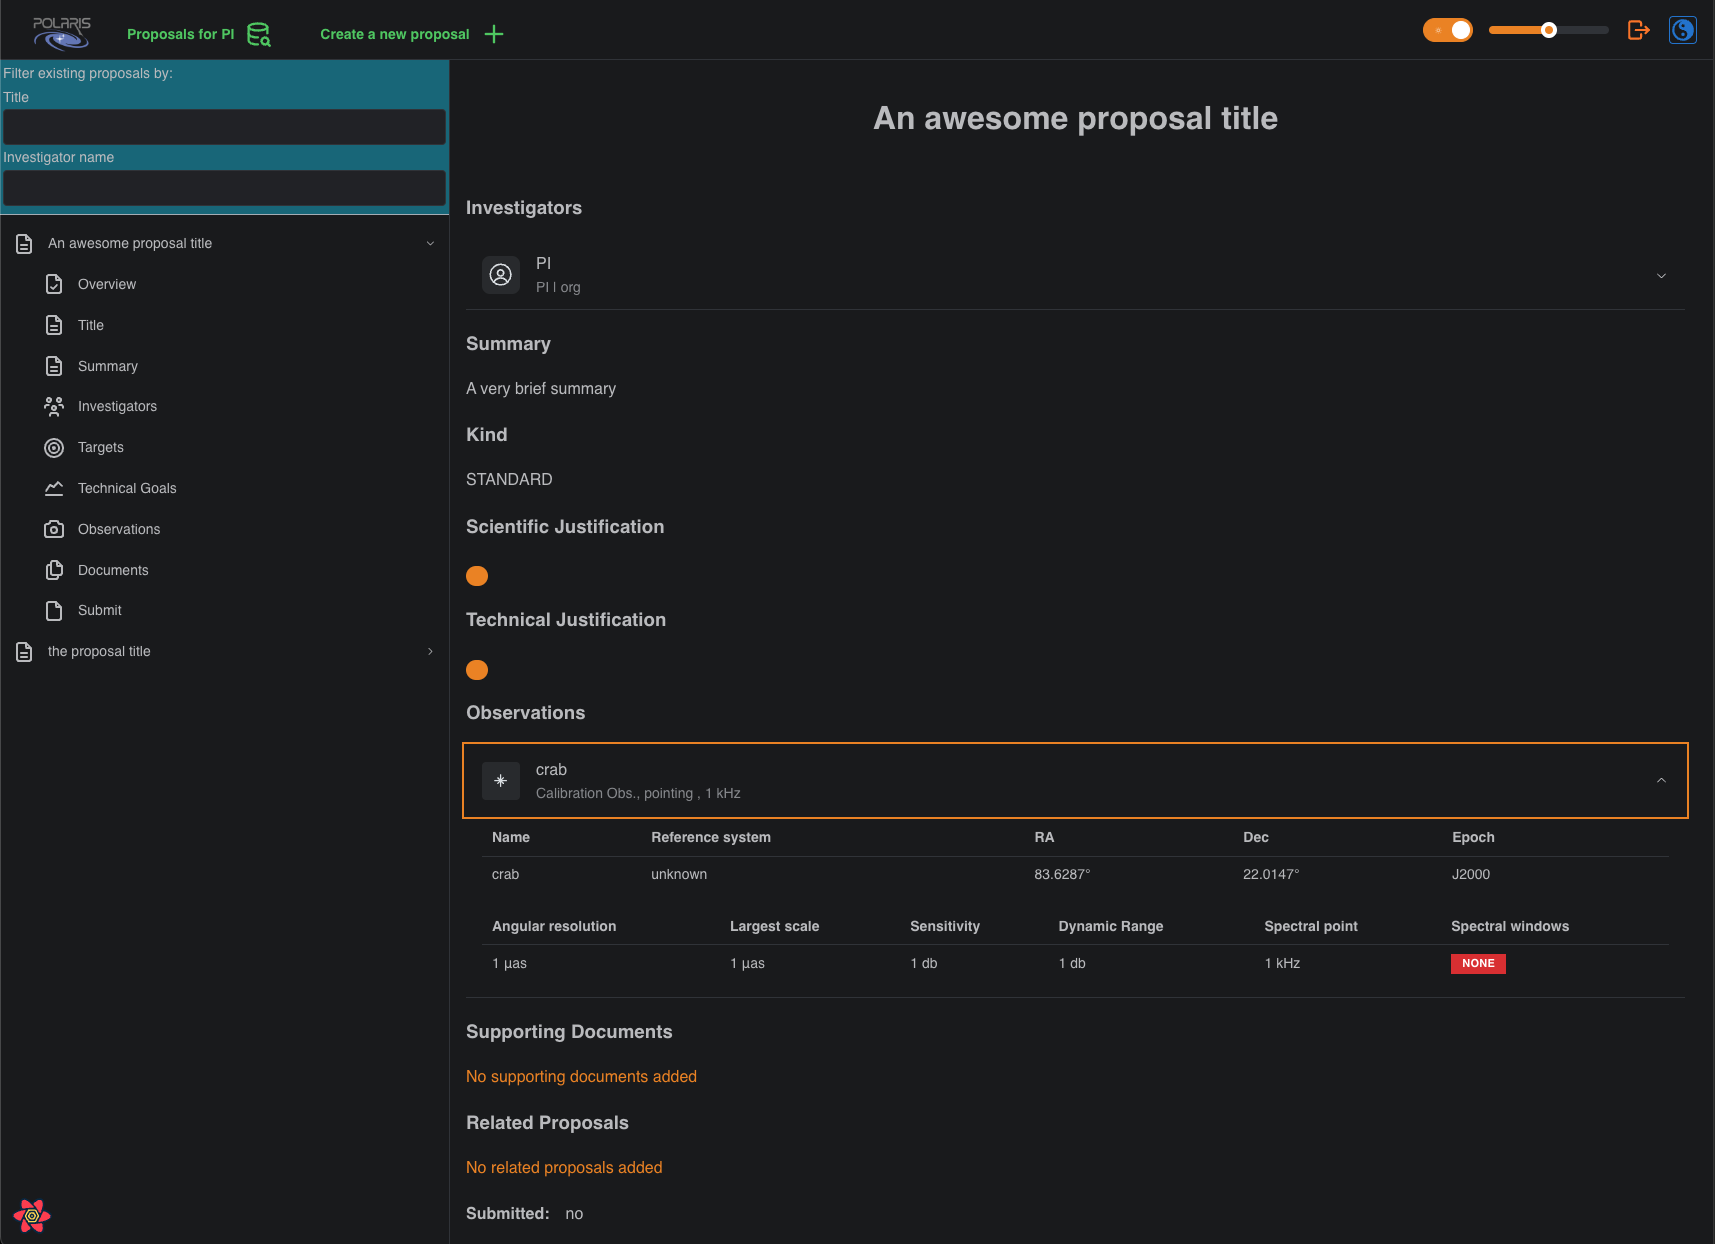 POLARIS
Proposals for PI
Create a new proposal
Filter existing proposals by:
Title
Investigator name
An awesome proposal title
Overview
Title
Summary
Investigators
Targets
Technical Goals
Observations
Documents
Submit
the proposal title
An awesome proposal title
Investigators
PI
PI | org
Summary
A very brief summary
Kind
STANDARD
Scientific Justification
Technical Justification
Observations
crab
Calibration Obs., pointing , 1 kHz
Name Reference system RA Dec Epoch
crab unknown 83.6287° 22.0147° J2000
Angular resolution Largest scale Sensitivity Dynamic Range Spectral point Spectral windows
1 μas 1 μas 1 db 1 db 1 kHz NONE
Supporting Documents
No supporting documents added
Related Proposals
No related proposals added
Submitted: no